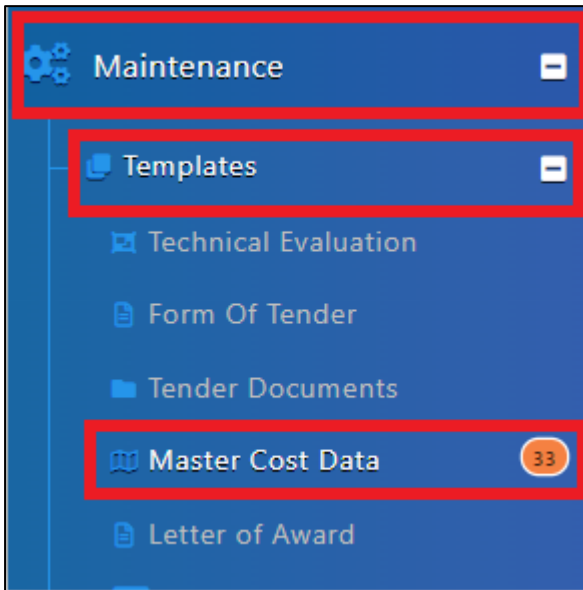 Maintenance
Templates
Technical Evaluation
Form Of Tender
Tender Documents
Master Cost Data 33
Letter of Award